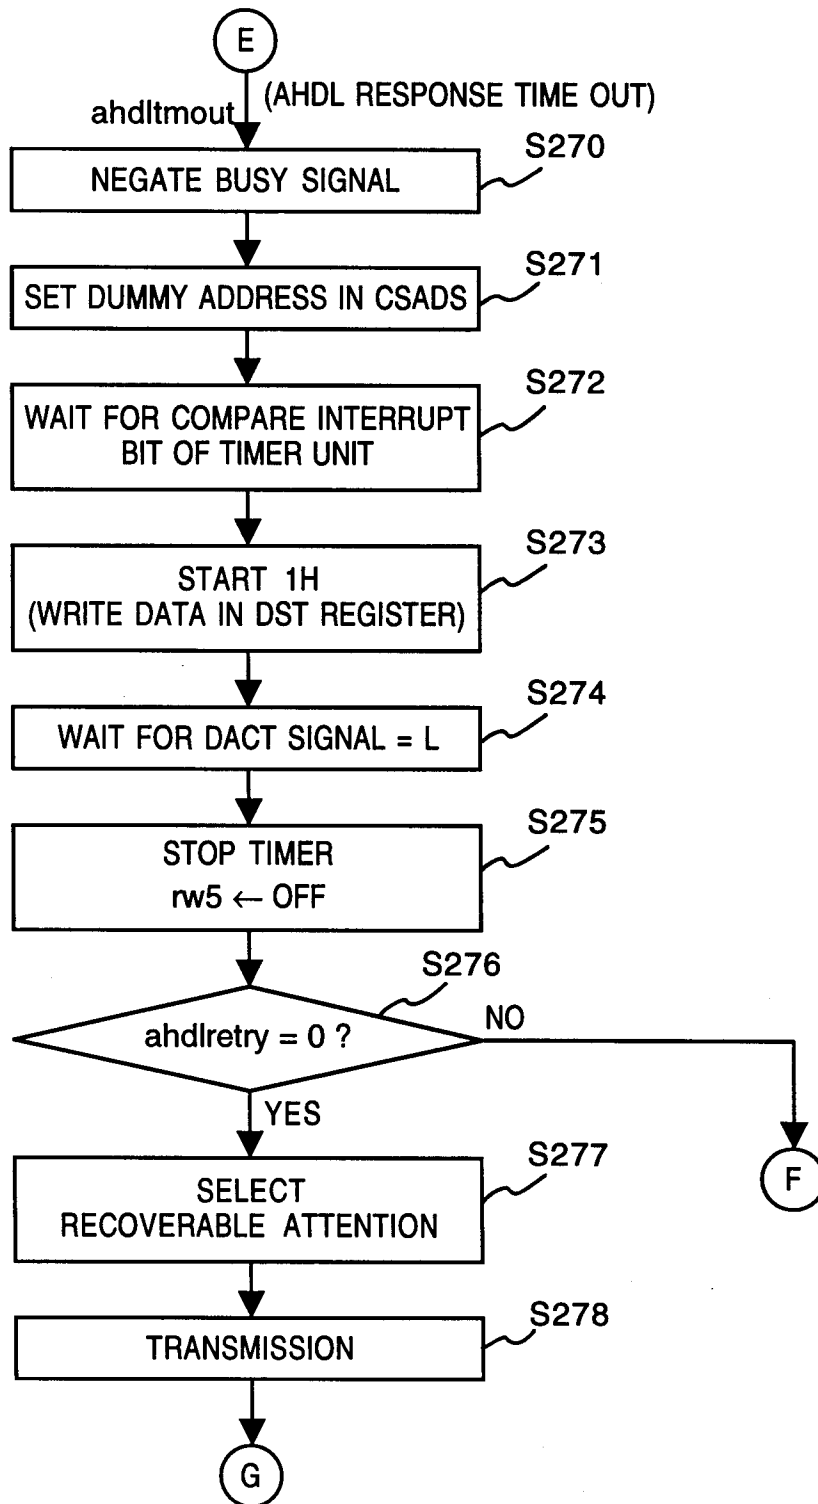 E
(AHDL RESPONSE TIME OUT)
ahdltmout
S270
NEGATE BUSY SIGNAL
S271
SET DUMMY ADDRESS IN CSADS
S272
WAIT FOR COMPARE INTERRUPT
BIT OF TIMER UNIT
S273
START 1H
(WRITE DATA IN DST REGISTER)
S274
WAIT FOR DACT SIGNAL = L
S275
STOP TIMER
rw5 ← OFF
S276
ahdlretry = 0 ?
NO
YES
F
S277
SELECT
RECOVERABLE ATTENTION
S278
TRANSMISSION
G